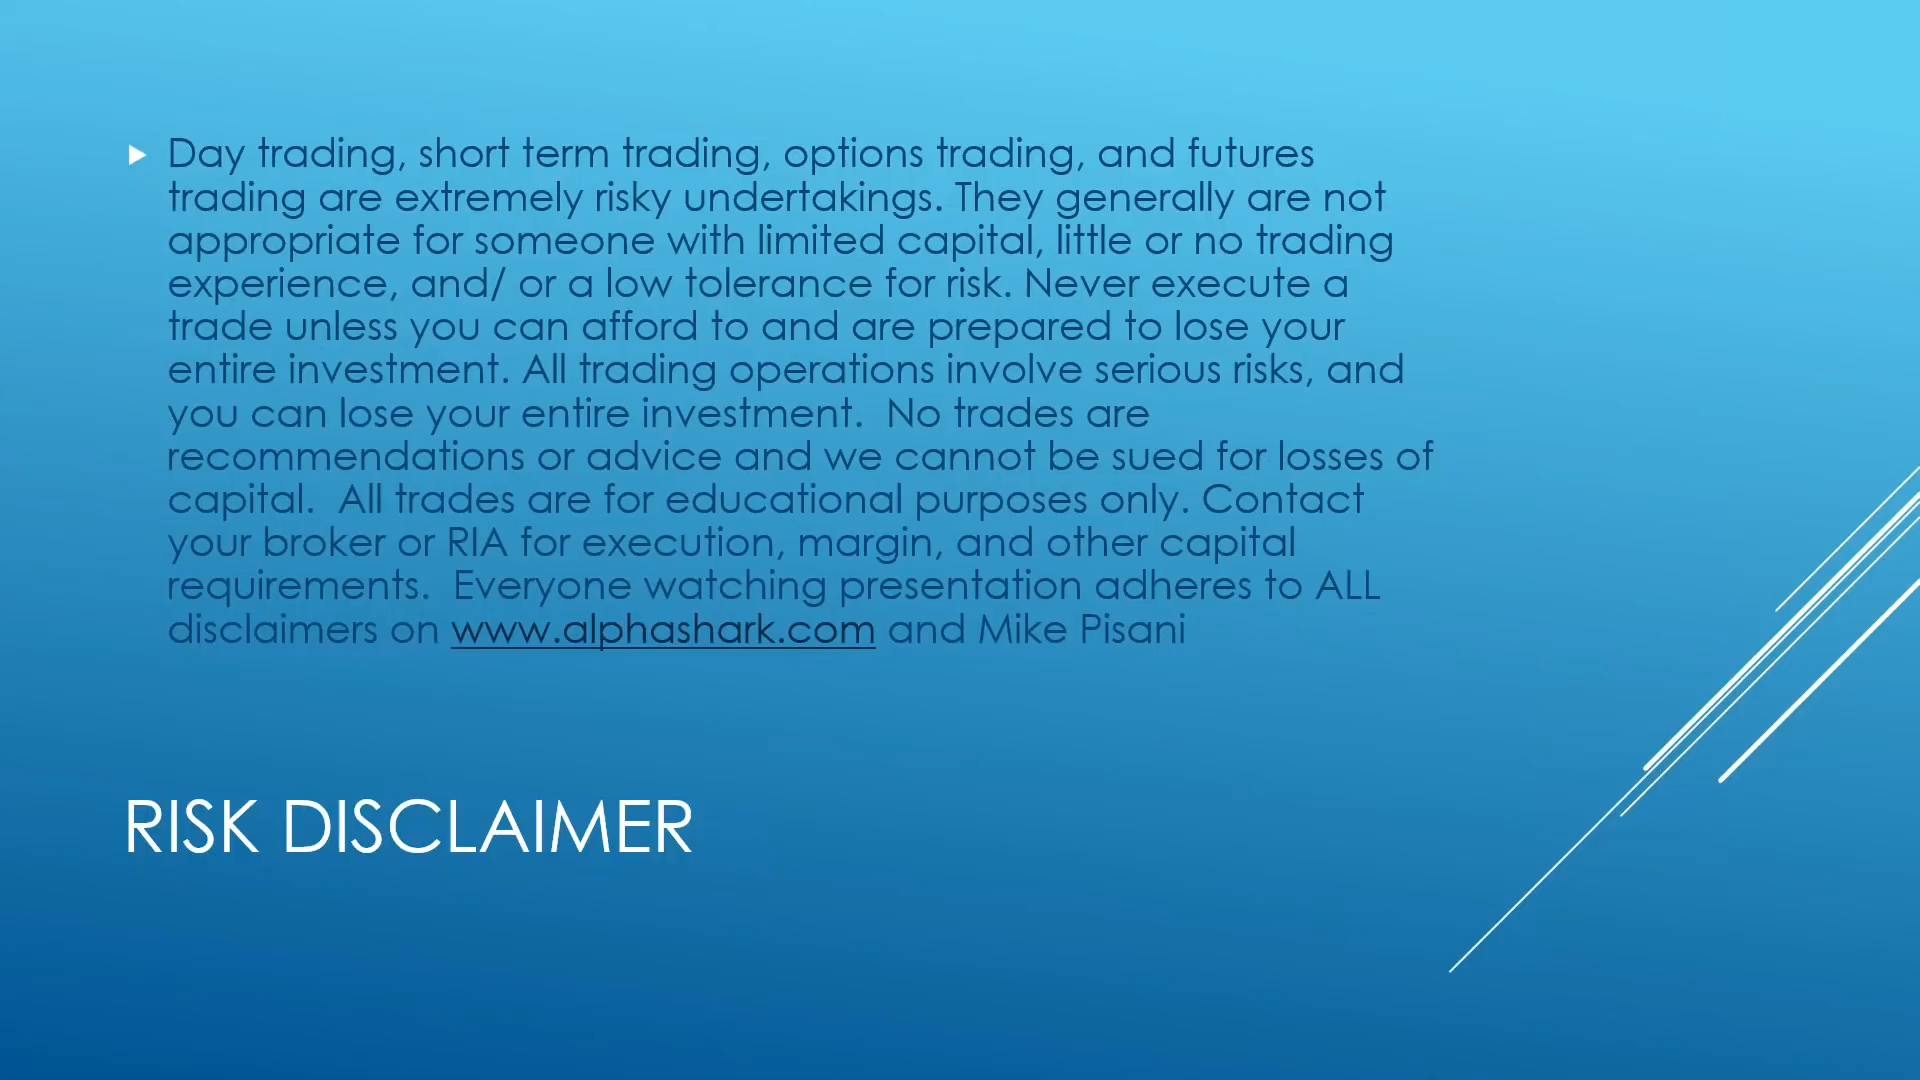 Day trading, short term trading, options trading, and futures
trading are extremely risky undertakings. They generally are not
appropriate for someone with limited capital, little or no trading
experience, and/ or a low tolerance for risk. Never execute a
trade unless you can afford to and are prepared to lose your
entire investment. All trading operations involve serious risks, and
you can lose your entire investment.  No trades are
recommendations or advice and we cannot be sued for losses of
capital.  All trades are for educational purposes only. Contact
your broker or RIA for execution, margin, and other capital
requirements.  Everyone watching presentation adheres to ALL
disclaimers on www.alphashark.com and Mike Pisani
RISK DISCLAIMER